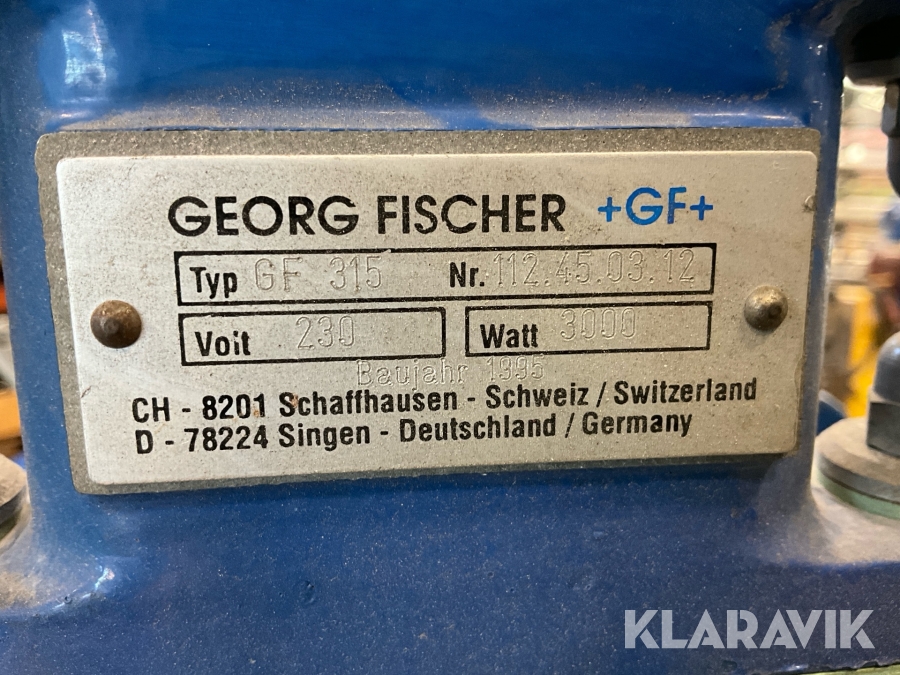 GEORG FISCHER +GF+
Typ GF 315 Nr. 112.45.03.12
Volt 230 Watt 3000
Baujahr 1995
CH - 8201 Schaffhausen - Schweiz / Switzerland
D - 78224 Singen - Deutschland / Germany
KLARAVIK